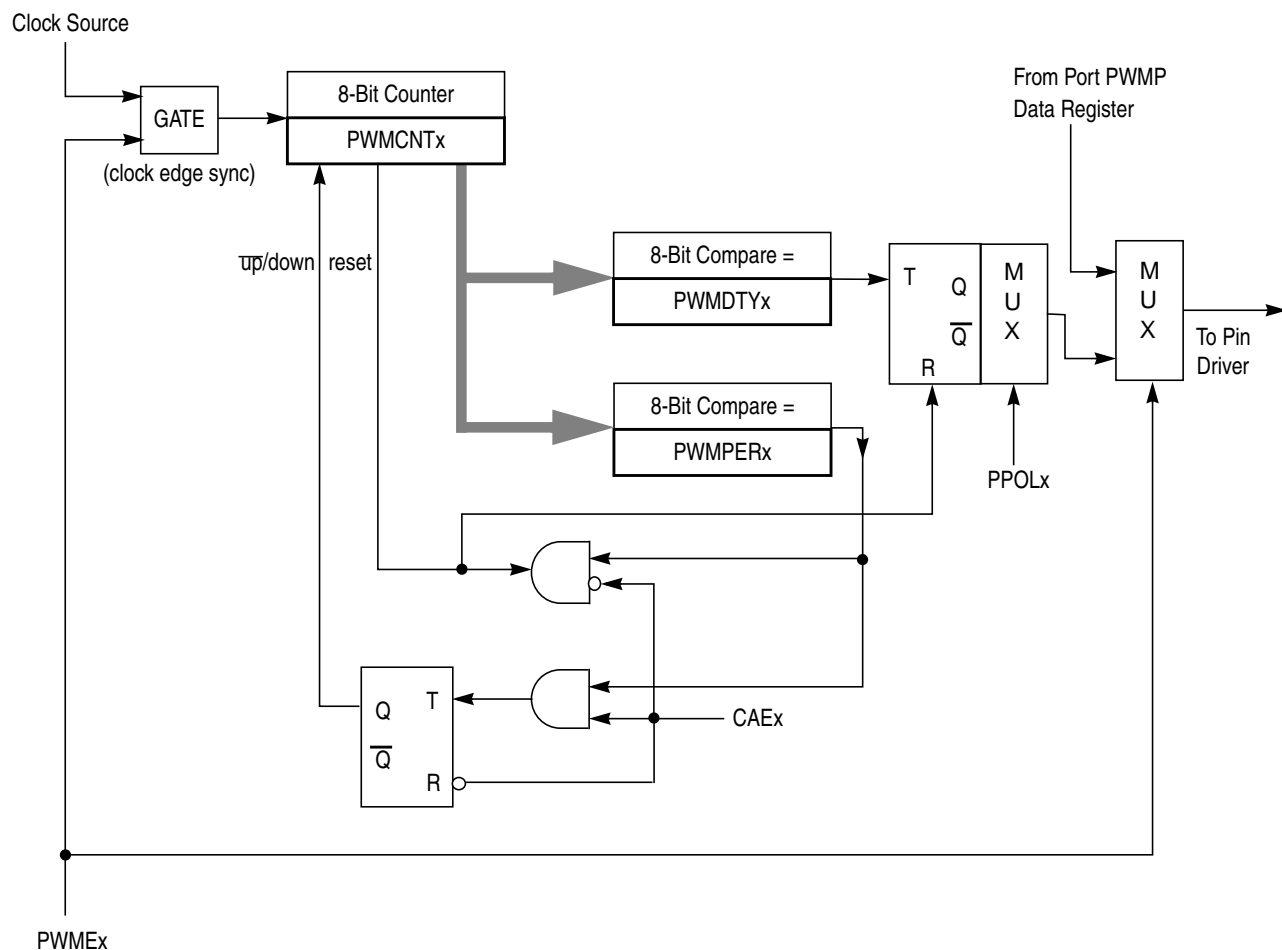 Clock Source
8-Bit Counter
PWMCNTx
GATE
(clock edge sync)
From Port PWMP
Data Register
up/down reset
8-Bit Compare =
PWMDTYx
T
Q
Q
R
M
U
X
M
U
X
To Pin
Driver
8-Bit Compare =
PWMPERx
PPOLx
Q
T
Q
R
CAEx
PWMEx